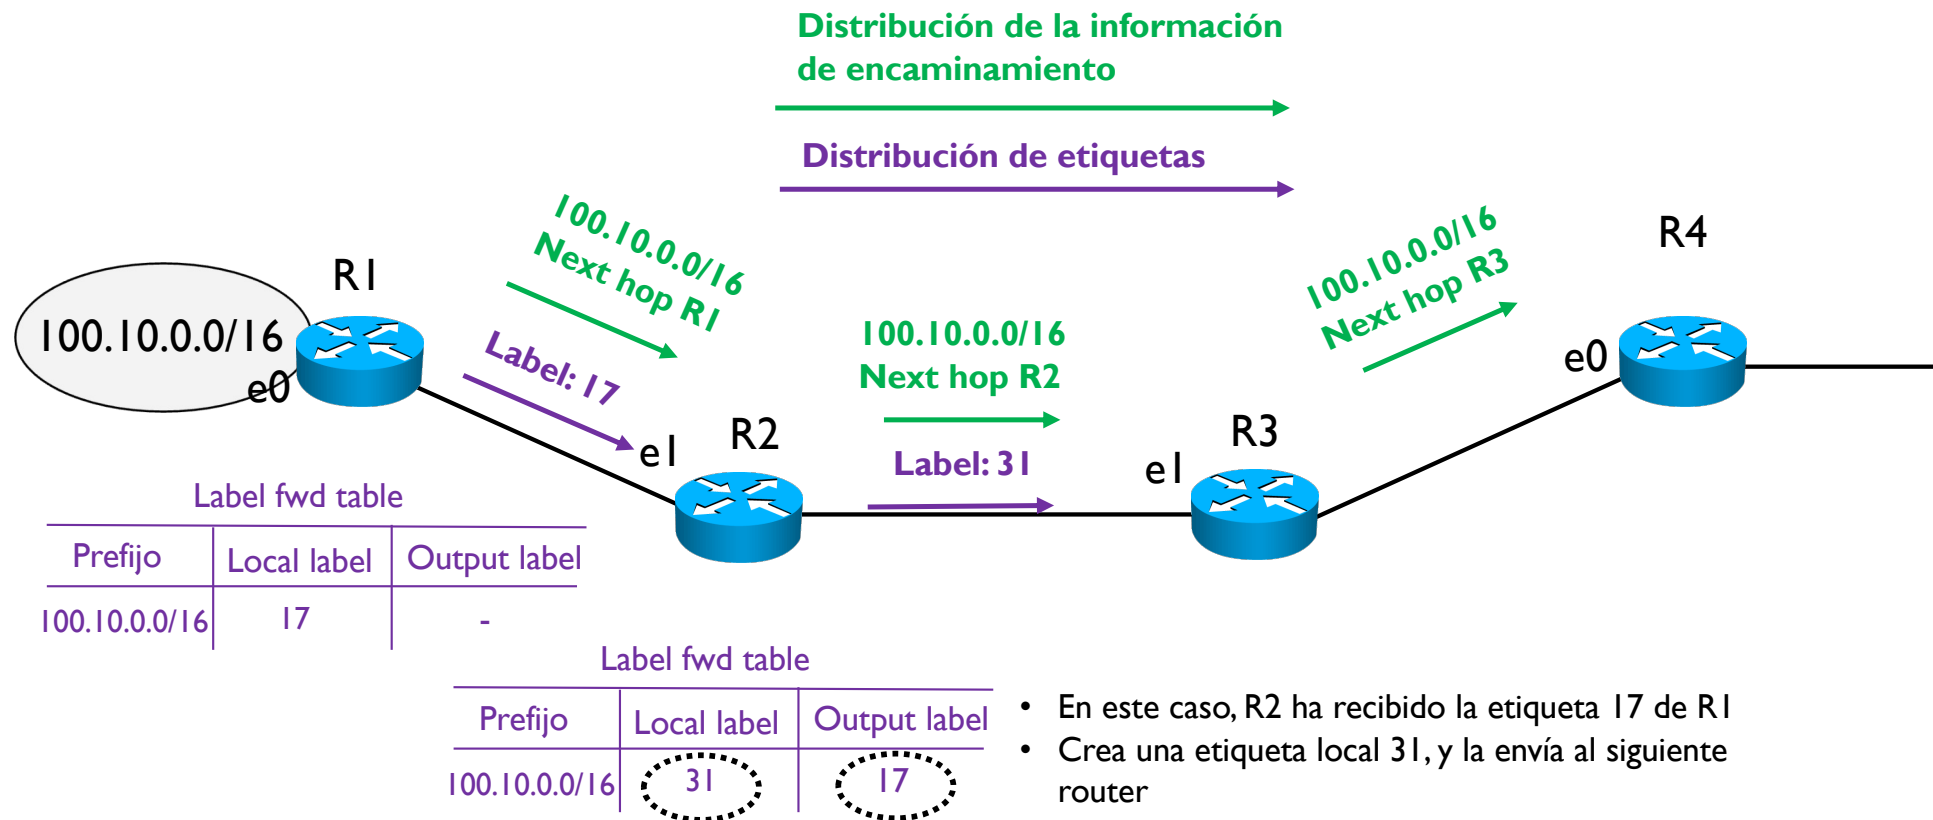 Distribución de la información
de encaminamiento
Distribución de etiquetas
100.10.0.0/16
Next hop R1
100.10.0.0/16
Next hop R3
R4
R1
100.10.0.0/16
e0
Label: 17
100.10.0.0/16
Next hop R2
e0
e1
R2
Label: 31
e1
R3
Label fwd table
Prefijo Local label Output label
100.10.0.0/16 17 -
Label fwd table
Prefijo Local label Output label
100.10.0.0/16 31 17
• En este caso, R2 ha recibido la etiqueta 17 de R1
• Crea una etiqueta local 31, y la envía al siguiente
router